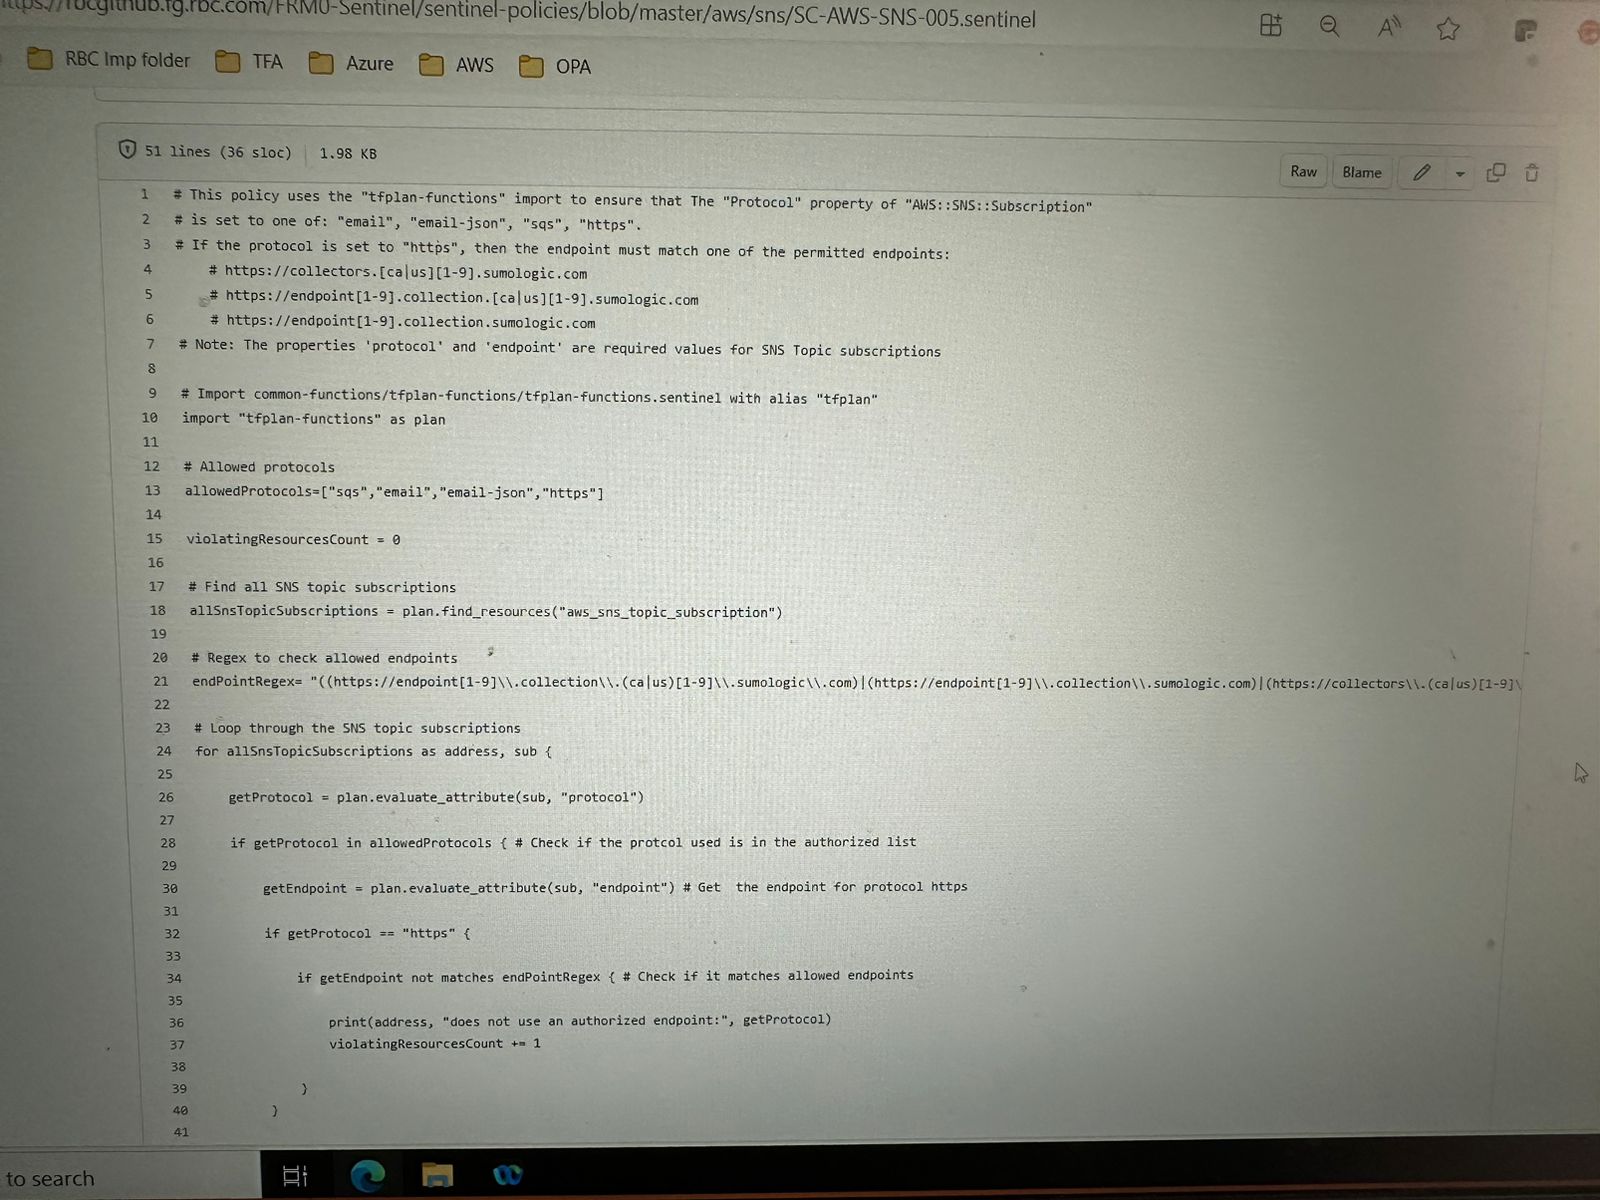 https://rbcgithub.fg.rbc.com/FRM0-Sentinel/sentinel-policies/blob/master/aws/sns/SC-AWS-SNS-005.sentinel
RBC Imp folder TFA Azure AWS OPA
51 lines (36 sloc) 1.98 KB Raw Blame
1 # This policy uses the "tfplan-functions" import to ensure that The "Protocol" property of "AWS::SNS::Subscription"
2 # is set to one of: "email", "email-json", "sqs", "https".
3 # If the protocol is set to "https", then the endpoint must match one of the permitted endpoints:
4 # https://collectors.[ca|us][1-9].sumologic.com
5 # https://endpoint[1-9].collection.[ca|us][1-9].sumologic.com
6 # https://endpoint[1-9].collection.sumologic.com
7 # Note: The properties 'protocol' and 'endpoint' are required values for SNS Topic subscriptions
8
9 # Import common-functions/tfplan-functions/tfplan-functions.sentinel with alias "tfplan"
10 import "tfplan-functions" as plan
11
12 # Allowed protocols
13 allowedProtocols=["sqs","email","email-json","https"]
14
15 violatingResourcesCount = 0
16
17 # Find all SNS topic subscriptions
18 allSnsTopicSubscriptions = plan.find_resources("aws_sns_topic_subscription")
19
20 # Regex to check allowed endpoints
21 endPointRegex= "((https://endpoint[1-9]\\.collection\\.(ca|us)[1-9]\\.sumologic\\.com)|(https://endpoint[1-9]\\.collection\\.sumologic.com)|(https://collectors\\.(ca|us)[1-9]\
22
23 # Loop through the SNS topic subscriptions
24 for allSnsTopicSubscriptions as address, sub {
25
26 getProtocol = plan.evaluate_attribute(sub, "protocol")
27
28 if getProtocol in allowedProtocols { # Check if the protcol used is in the authorized list
29
30 getEndpoint = plan.evaluate_attribute(sub, "endpoint") # Get  the endpoint for protocol https
31
32 if getProtocol == "https" {
33
34 if getEndpoint not matches endPointRegex { # Check if it matches allowed endpoints
35
36 print(address, "does not use an authorized endpoint:", getProtocol)
37 violatingResourcesCount += 1
38
39 }
40 }
41
to search